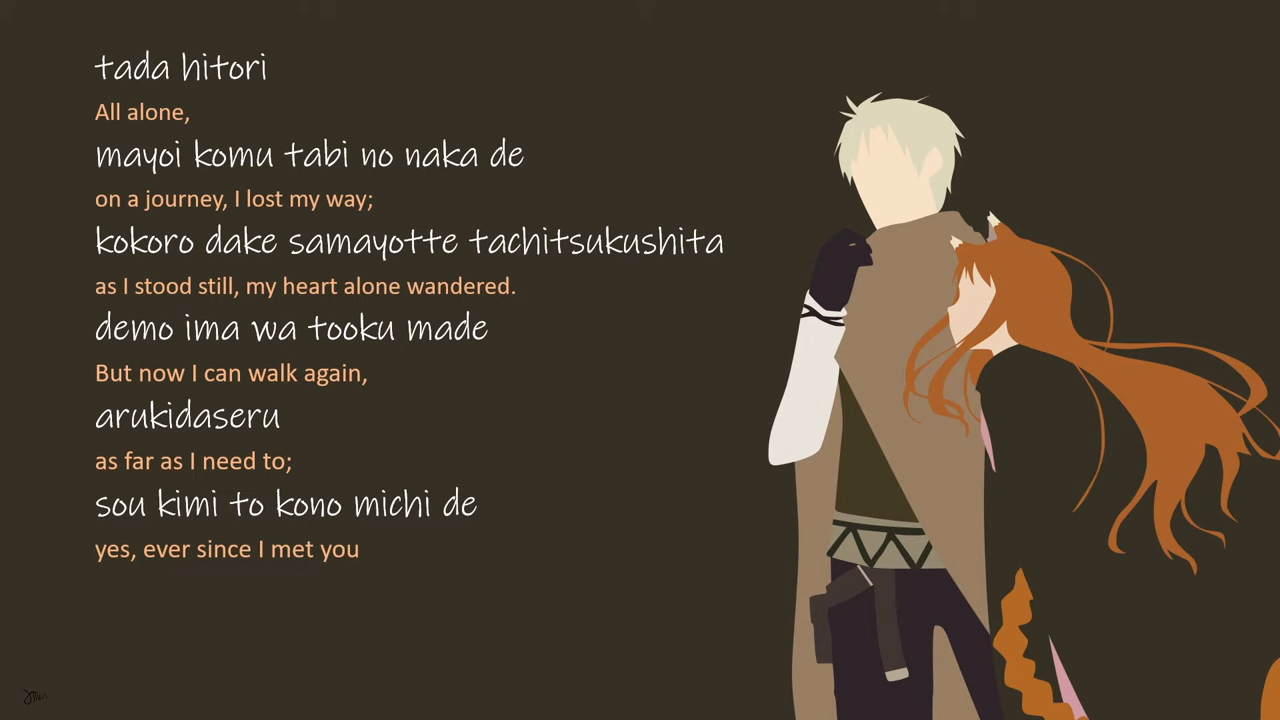 tada hitori
All alone,
mayoi komu tabi no naka de
on a journey, I lost my way;
kokoro dake samayotte tachitsukushita
as I stood still, my heart alone wandered.
demo ima wa tooku made
But now I can walk again,
arukidaseru
as far as I need to;
sou kimi to kono michi de
yes, ever since I met you